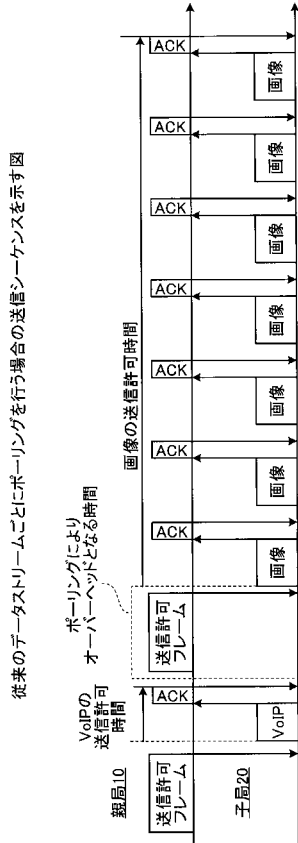 従来のデータストリームごとにポーリングを行う場合の送信シーケンスを示す図
ポーリングにより
オーバーヘッドとなる時間
画像の送信許可時間
VoIPの
送信許可
時間
親局10
送信許可
フレーム
ACK
送信許可
フレーム
ACK
ACK
ACK
ACK
ACK
ACK
ACK
子局20
VoIP
画像
画像
画像
画像
画像
画像
画像